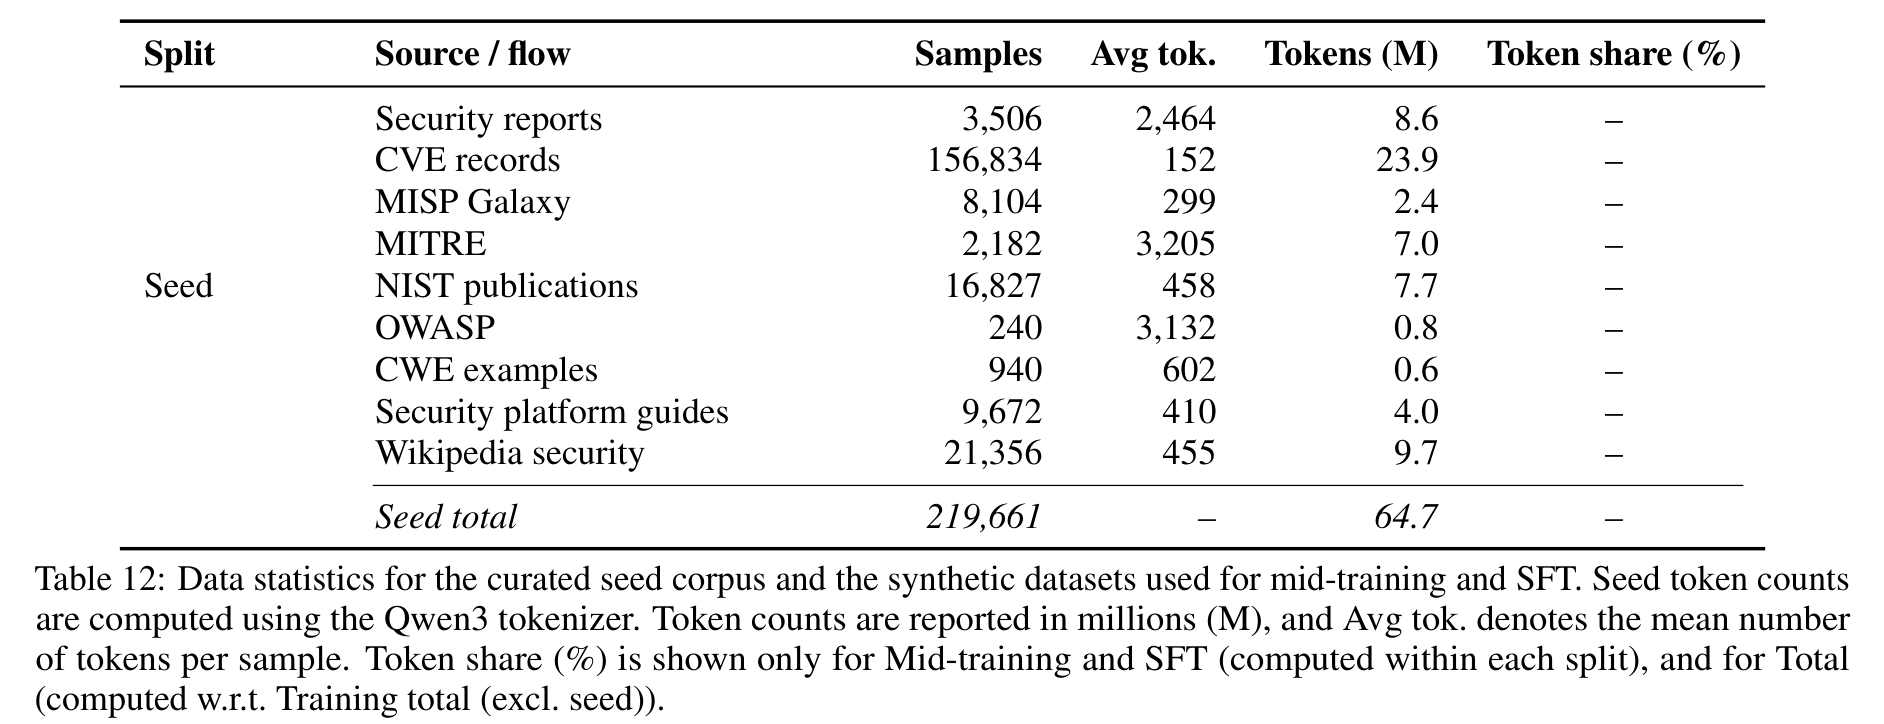 Split Source / flow Samples Avg tok. Tokens (M) Token share (%)
Security reports 3,506 2,464 8.6 –
CVE records 156,834 152 23.9 –
MISP Galaxy 8,104 299 2.4 –
MITRE 2,182 3,205 7.0 –
Seed NIST publications 16,827 458 7.7 –
OWASP 240 3,132 0.8 –
CWE examples 940 602 0.6 –
Security platform guides 9,672 410 4.0 –
Wikipedia security 21,356 455 9.7 –
Seed total 219,661 – 64.7 –
Table 12: Data statistics for the curated seed corpus and the synthetic datasets used for mid-training and SFT. Seed token counts
are computed using the Qwen3 tokenizer. Token counts are reported in millions (M), and Avg tok. denotes the mean number
of tokens per sample. Token share (%) is shown only for Mid-training and SFT (computed within each split), and for Total
(computed w.r.t. Training total (excl. seed)).